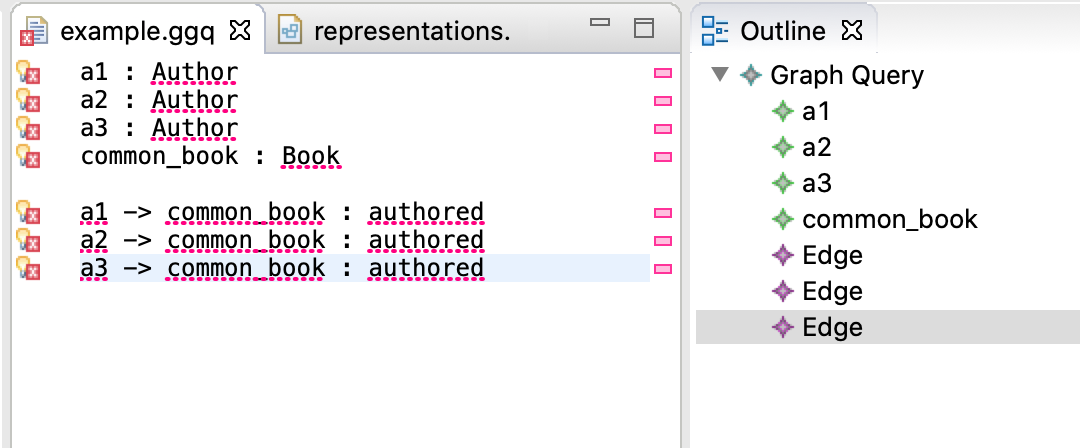 example.ggq
representations.
a1 : Author
a2 : Author
a3 : Author
common_book : Book
a1 -> common_book : authored
a2 -> common_book : authored
a3 -> common_book : authored
Outline
Graph Query
a1
a2
a3
common_book
Edge
Edge
Edge